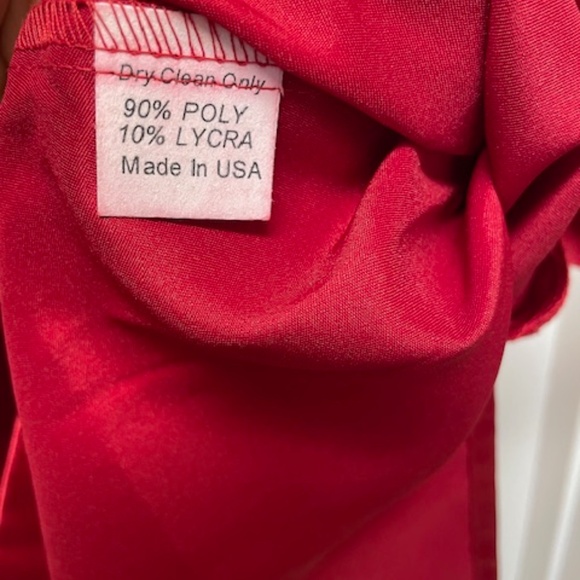 Dry Clean Only
90% POLY
10% LYCRA
Made In USA